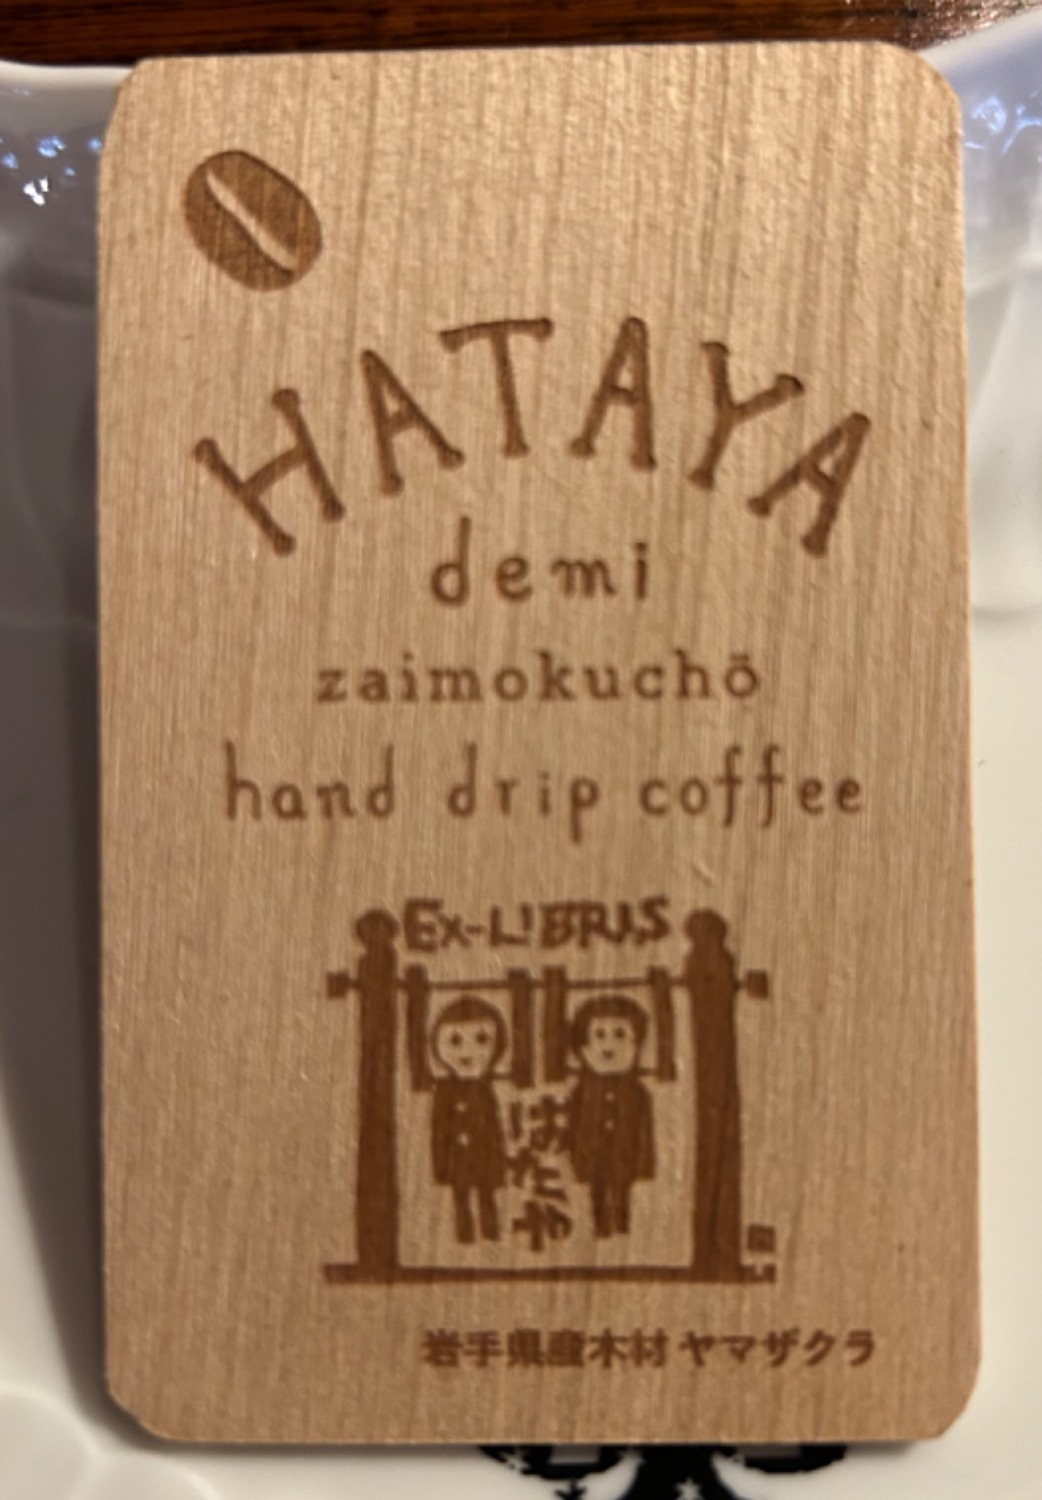 HATAYA
demi
zaimokuchō
hand drip coffee
EX-LIBRIS
はたや
岩手県産木材 ヤマザクラ